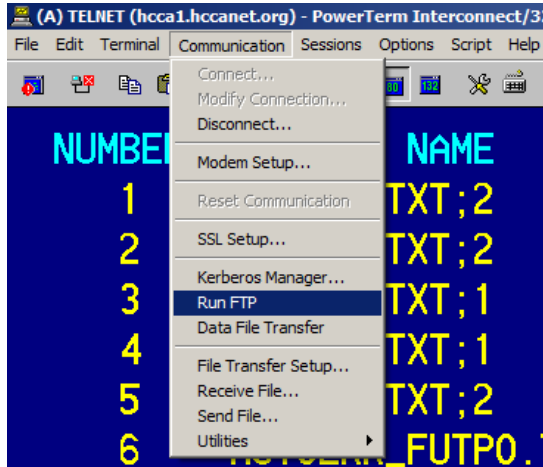 (A) TELNET (hcca1.hccanet.org) - PowerTerm Interconnect/3
File Edit Terminal Communication Sessions Options Script Help
80 132
Connect...
Modify Connection...
Disconnect...
Modem Setup...
Reset Communication
SSL Setup...
Kerberos Manager...
Run FTP
Data File Transfer
File Transfer Setup...
Receive File...
Send File...
Utilities
NUMBE NAME
1 TXT;2
2 TXT;2
3 TXT;1
4 TXT;1
5 TXT;2
6 _FUTPO.